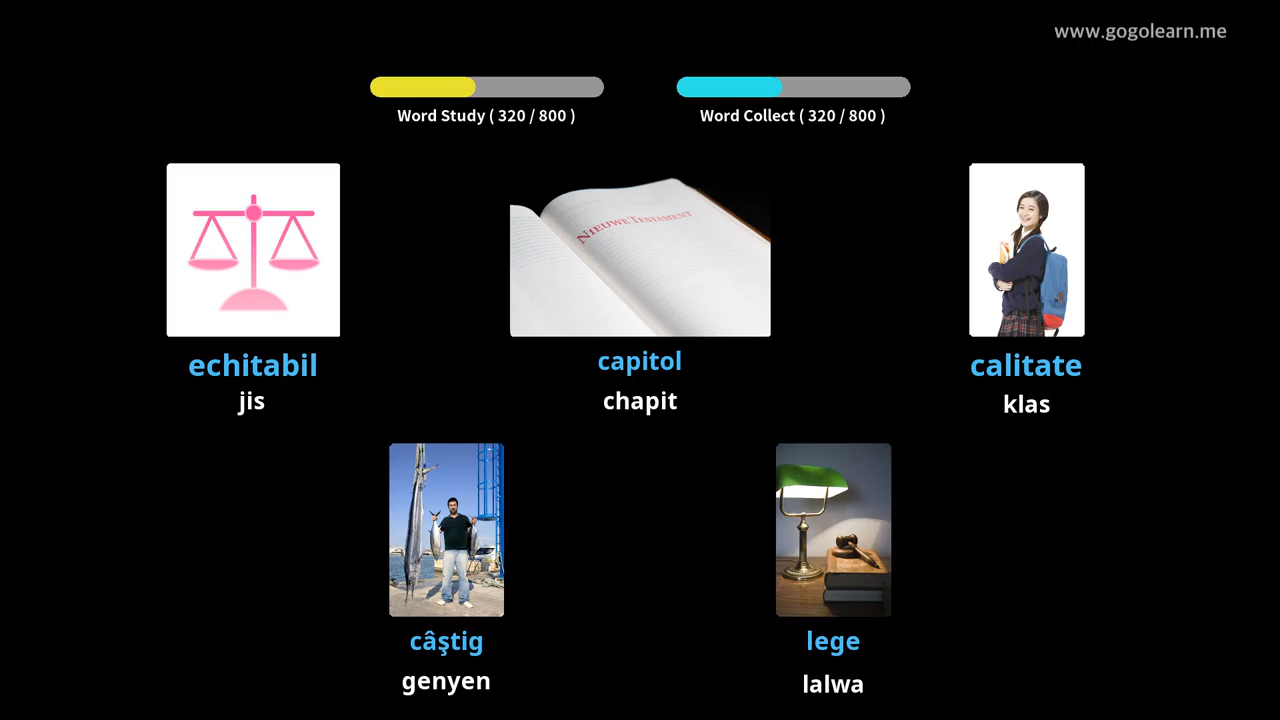 www.gogolearn.me
Word Study ( 320 / 800 )
Word Collect ( 320 / 800 )
NIEUWE TESTAMENT
echitabil
jis
capitol
chapit
calitate
klas
câştig
genyen
lege
lalwa